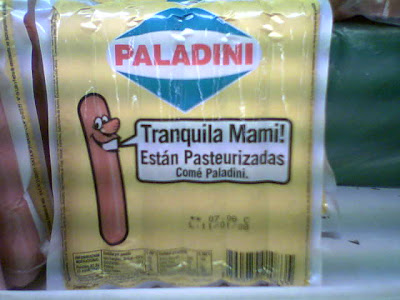 PALADINI
Tranquila Mami!
Están Pasteurizadas
Comé Paladini.